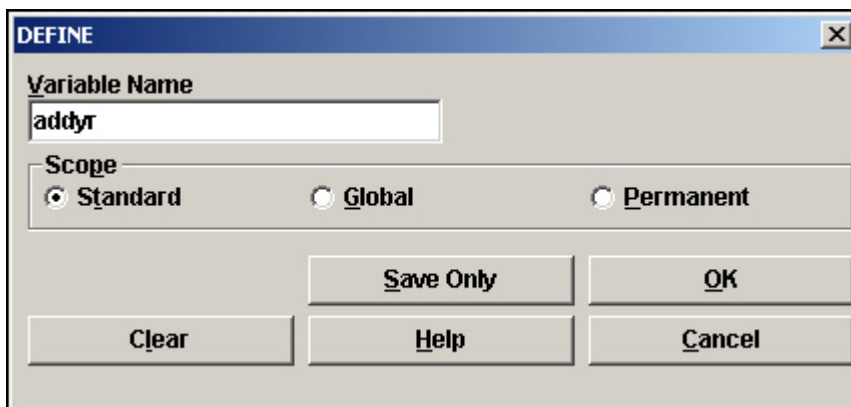 DEFINE
Variable Name
addyr
Scope
Standard Global Permanent
Save Only OK
Clear Help Cancel